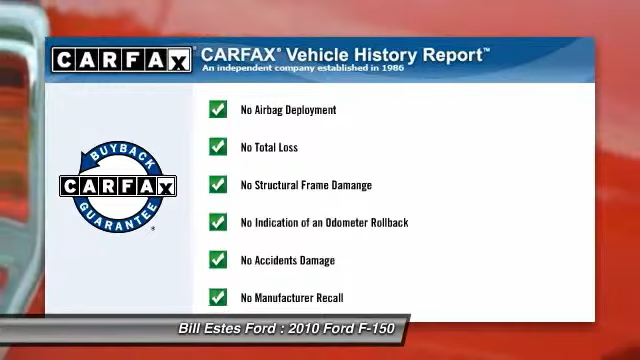 CARFAX® CARFAX® Vehicle History Report™
An independent company established in 1986
No Airbag Deployment
No Total Loss
BUYBACK
CARFAX
GUARANTEE®
No Structural Frame Damange
No Indication of an Odometer Rollback
No Accidents Damage
No Manufacturer Recall
Bill Estes Ford : 2010 Ford F-150